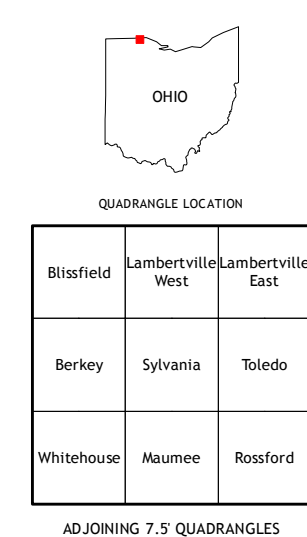 OHIO
QUADRANGLE LOCATION
Blissfield
Lambertville
West
Lambertville
East
Berkey
Sylvania
Toledo
Whitehouse
Maumee
Rossford
ADJOINING 7.5' QUADRANGLES